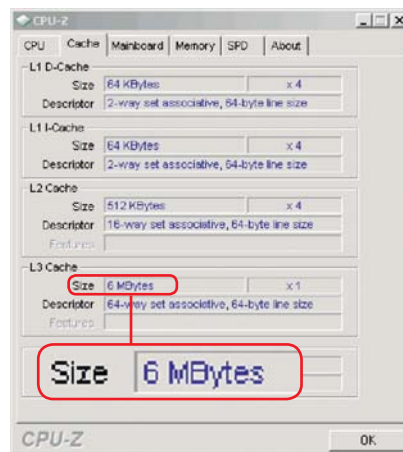 CPU-Z
CPU Cache Mainboard Memory SPD About
L1 D-Cache
Size 64 KBytes x 4
Descriptor 2-way set associative, 64-byte line size
L1 I-Cache
Size 64 KBytes x 4
Descriptor 2-way set associative, 64-byte line size
L2 Cache
Size 512 KBytes x 4
Descriptor 16-way set associative, 64-byte line size
Features
L3 Cache
Size 6 MBytes x 1
Descriptor 64-way set associative, 64-byte line size
Features
Size 6 MBytes
CPU-Z OK